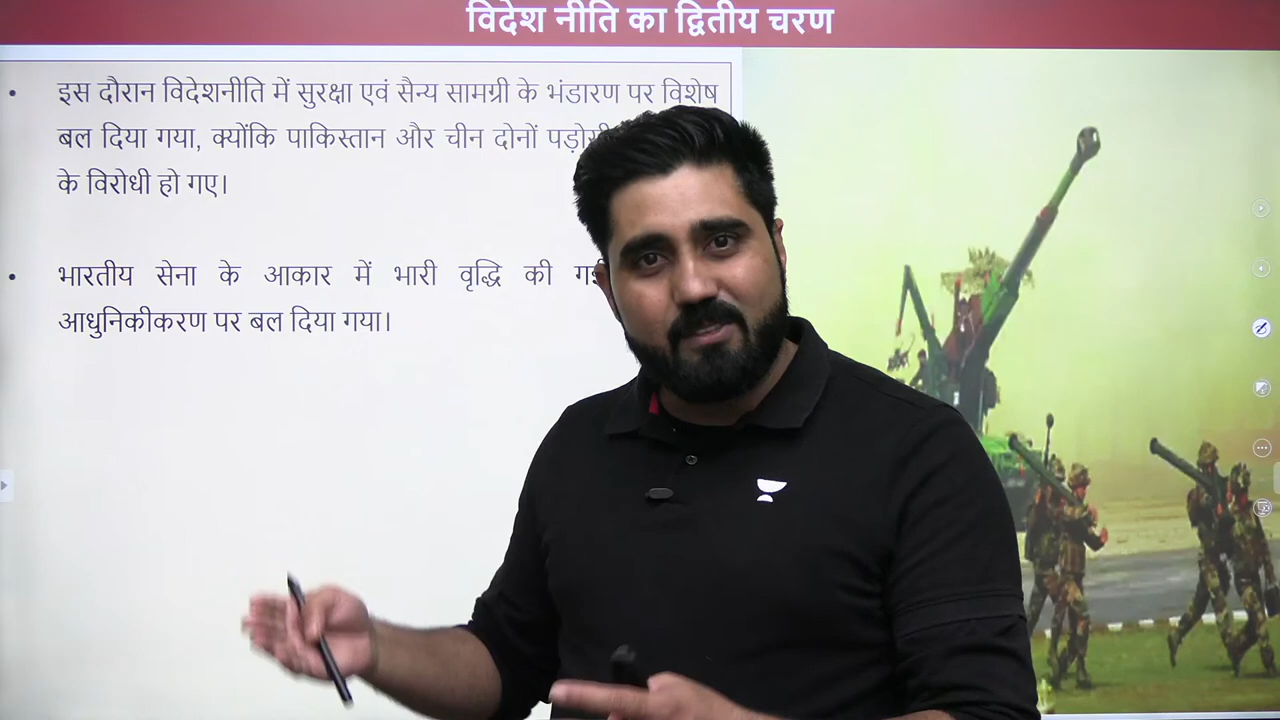 विदेश नीति का द्वितीय चरण
इस दौरान विदेशनीति में सुरक्षा एवं सैन्य सामग्री के भंडारण पर विशेष
बल दिया गया, क्योंकि पाकिस्तान और चीन दोनों
के विरोधी हो गए।
भारतीय सेना के आकार में भारी वृद्धि की
आधुनिकीकरण पर बल दिया गया।